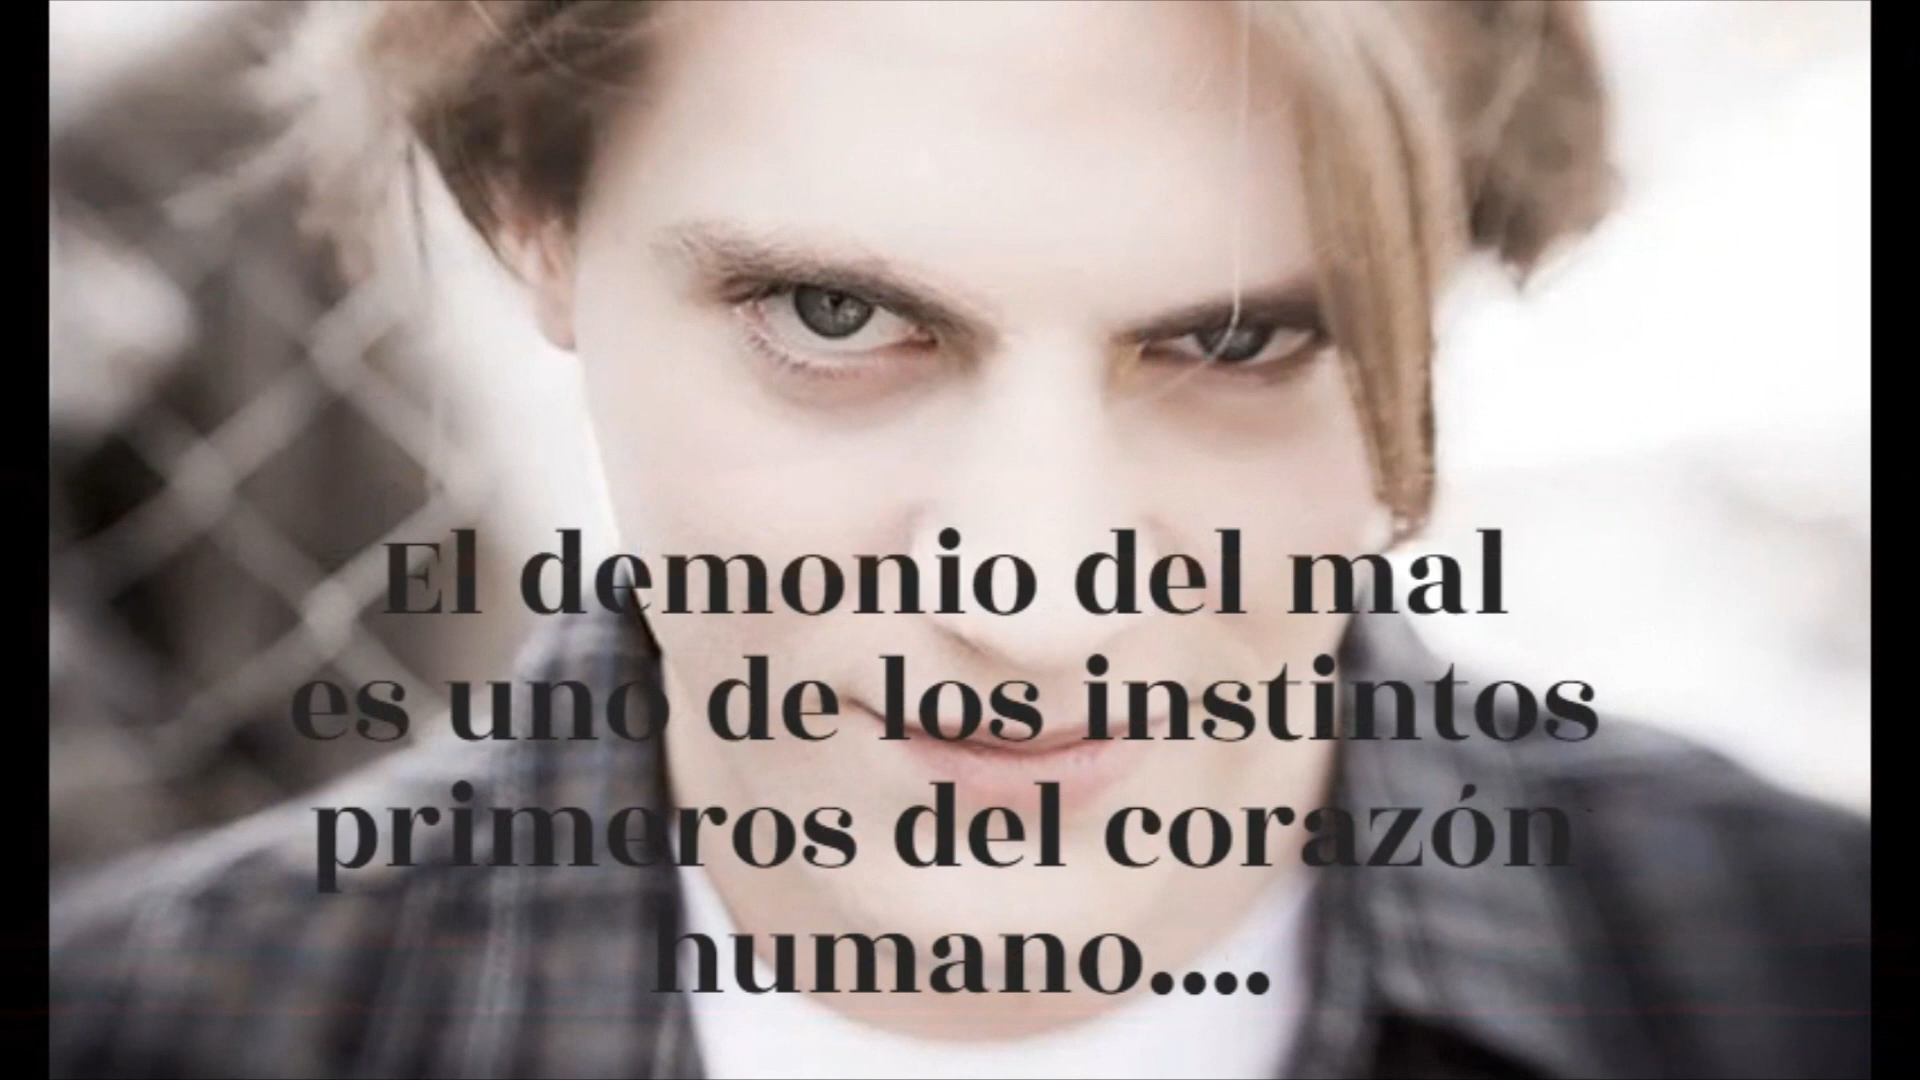 El demonio del mal
es uno de los instintos
primeros del corazón
humano....